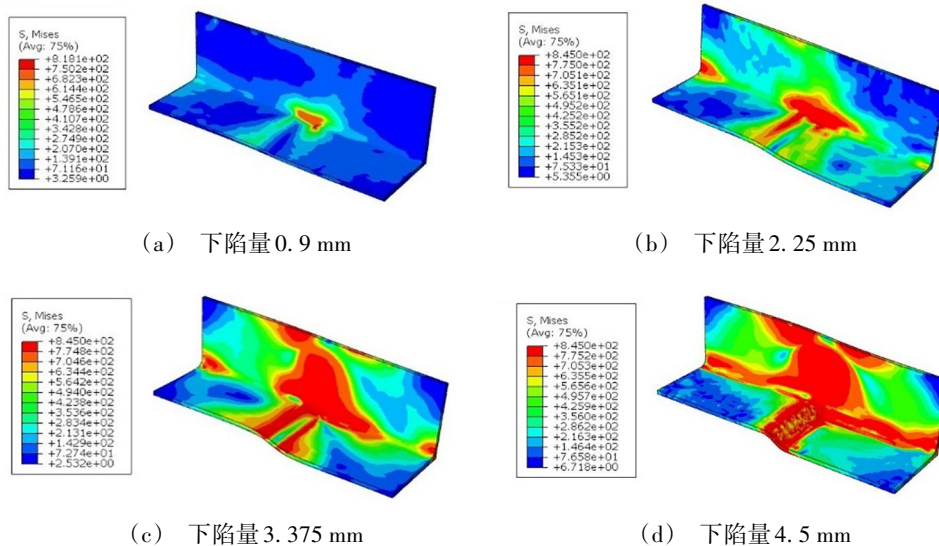 S, Mises
(Avg: 75%)
+8.181e+02
+7.502e+02
+6.823e+02
+6.144e+02
+5.465e+02
+4.786e+02
+4.107e+02
+3.428e+02
+2.749e+02
+2.070e+02
+1.391e+02
+7.116e+01
+3.259e+00
(a) 下陷量0.9 mm
S, Mises
(Avg: 75%)
+8.450e+02
+7.750e+02
+7.051e+02
+6.351e+02
+5.651e+02
+4.952e+02
+4.252e+02
+3.552e+02
+2.852e+02
+2.153e+02
+1.453e+02
+7.533e+01
+5.355e+00
(b) 下陷量2.25 mm
S, Mises
(Avg: 75%)
+8.450e+02
+7.748e+02
+7.046e+02
+6.344e+02
+5.642e+02
+4.940e+02
+4.238e+02
+3.536e+02
+2.834e+02
+2.131e+02
+1.429e+02
+7.274e+01
+2.532e+00
(c) 下陷量3.375 mm
S, Mises
(Avg: 75%)
+8.450e+02
+7.752e+02
+7.053e+02
+6.355e+02
+5.656e+02
+4.957e+02
+4.259e+02
+3.560e+02
+2.862e+02
+2.163e+02
+1.464e+02
+7.658e+01
+6.718e+00
(d) 下陷量4.5 mm